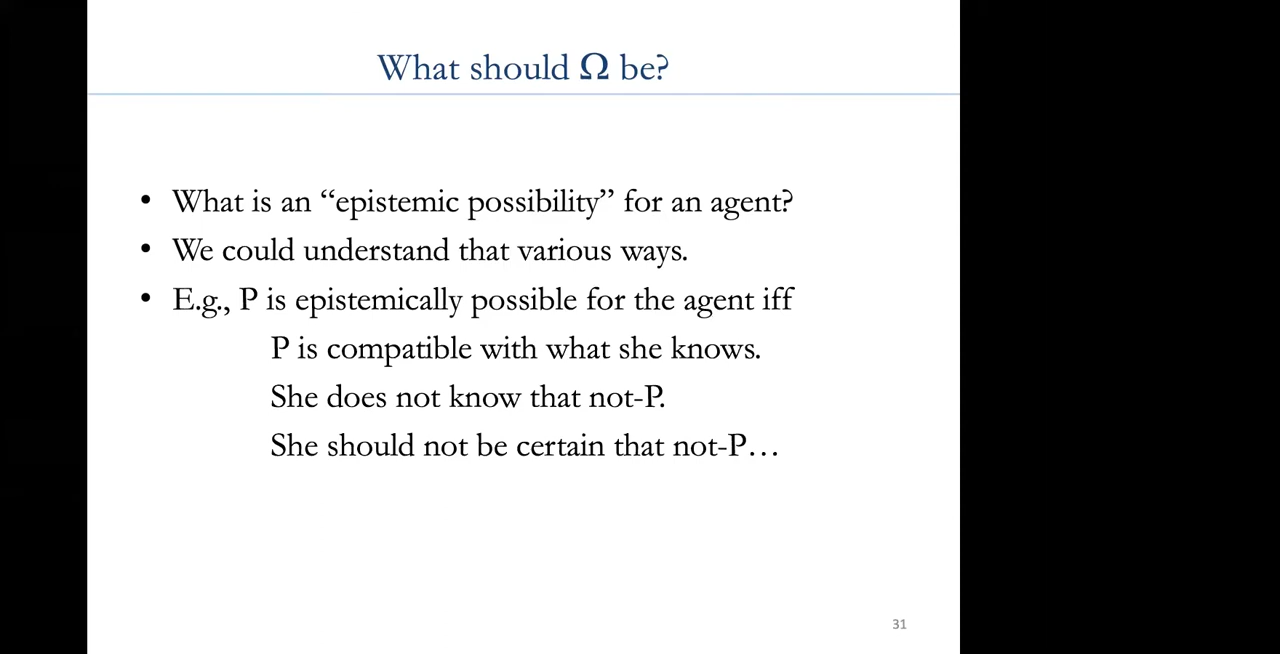 What should Ω be?
• What is an “epistemic possibility” for an agent?
• We could understand that various ways.
• E.g., P is epistemically possible for the agent iff
P is compatible with what she knows.
She does not know that not-P.
She should not be certain that not-P…
31